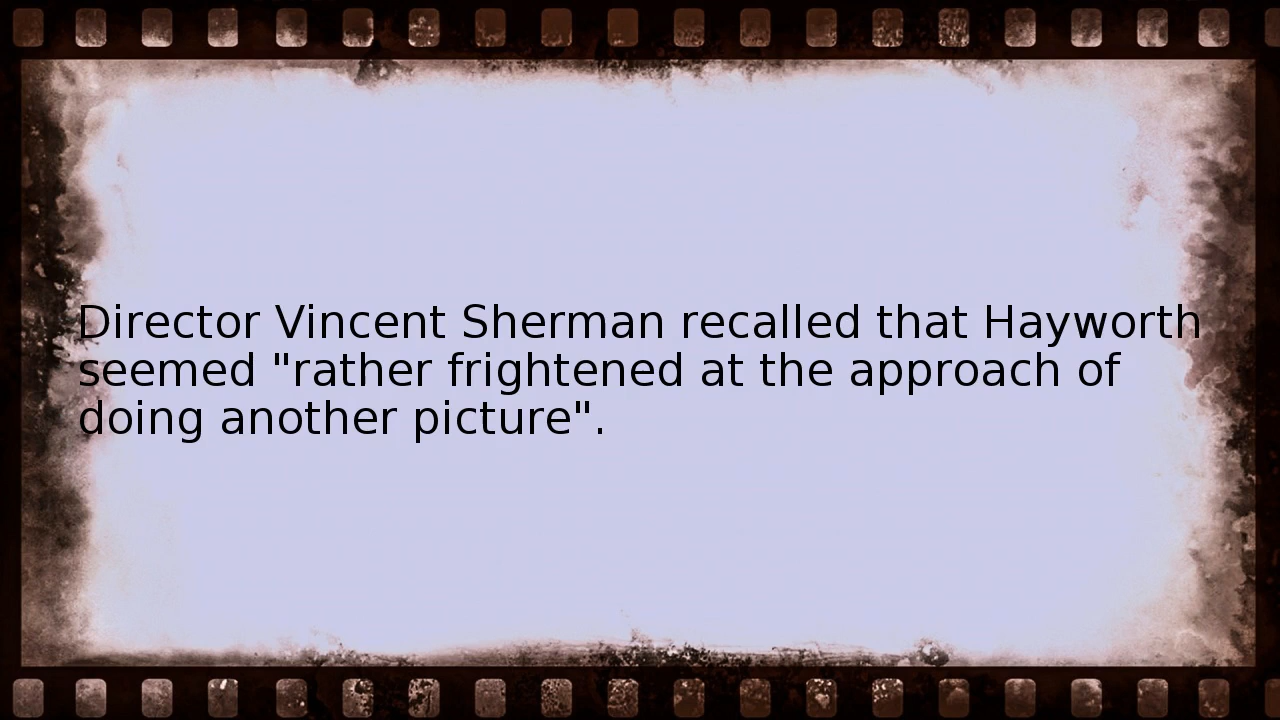 Director Vincent Sherman recalled that Hayworth
seemed "rather frightened at the approach of
doing another picture".